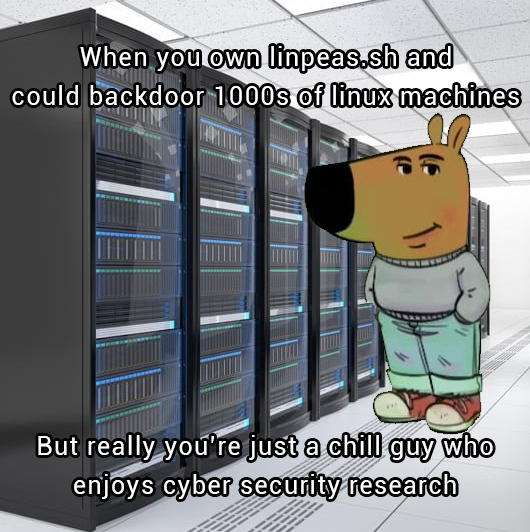 When you own linpeas.sh and
could backdoor 1000s of linux machines
But really you're just a chill guy who
enjoys cyber security research